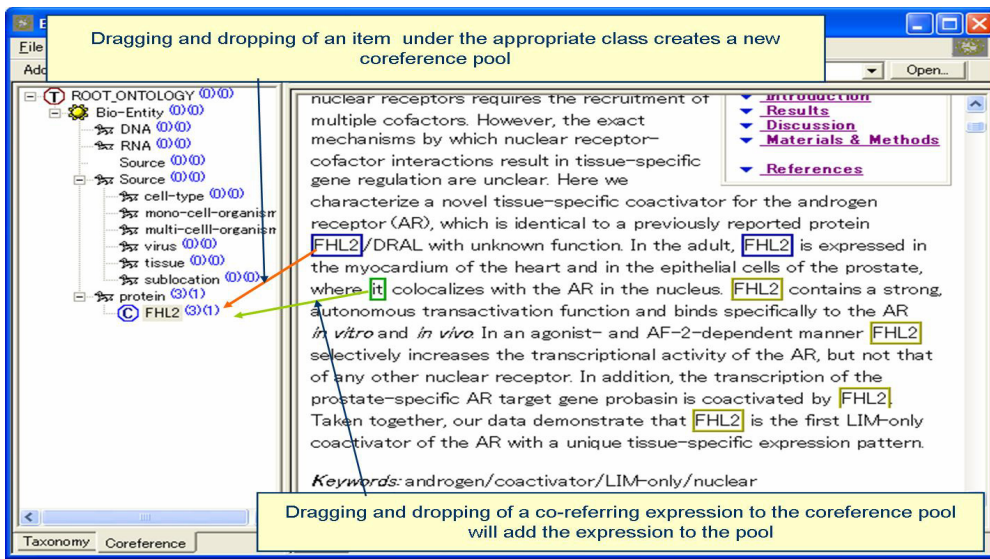 Dragging and dropping of an item under the appropriate class creates a new
coreference pool
File
Open...
ROOT_ONTOLOGY (0)(0)
Bio-Entity (0)(0)
DNA (0)(0)
RNA (0)(0)
Source (0)(0)
Source (0)(0)
cell-type (0)(0)
mono-cell-organism
multi-celll-organism
virus (0)(0)
tissue (0)(0)
sublocation (0)(0)
protein (3)(1)
FHL2 (3)(1)
nuclear receptors requires the recruitment of
multiple cofactors. However, the exact
mechanisms by which nuclear receptor-
cofactor interactions result in tissue-specific
gene regulation are unclear. Here we
characterize a novel tissue-specific coactivator for the androgen
receptor (AR), which is identical to a previously reported protein
FHL2/DRAL with unknown function. In the adult, FHL2 is expressed in
the myocardium of the heart and in the epithelial cells of the prostate,
where it colocalizes with the AR in the nucleus. FHL2 contains a strong,
autonomous transactivation function and binds specifically to the AR
in vitro and in vivo. In an agonist- and AF-2-dependent manner FHL2
selectively increases the transcriptional activity of the AR, but not that
of any other nuclear receptor. In addition, the transcription of the
prostate-specific AR target gene probasin is coactivated by FHL2.
Taken together, our data demonstrate that FHL2 is the first LIM-only
coactivator of the AR with a unique tissue-specific expression pattern.
Keywords: androgen/coactivator/LIM-only/nuclear
Introduction
Results
Discussion
Materials & Methods
References
Dragging and dropping of a co-referring expression to the coreference pool
will add the expression to the pool
Taxonomy Coreference